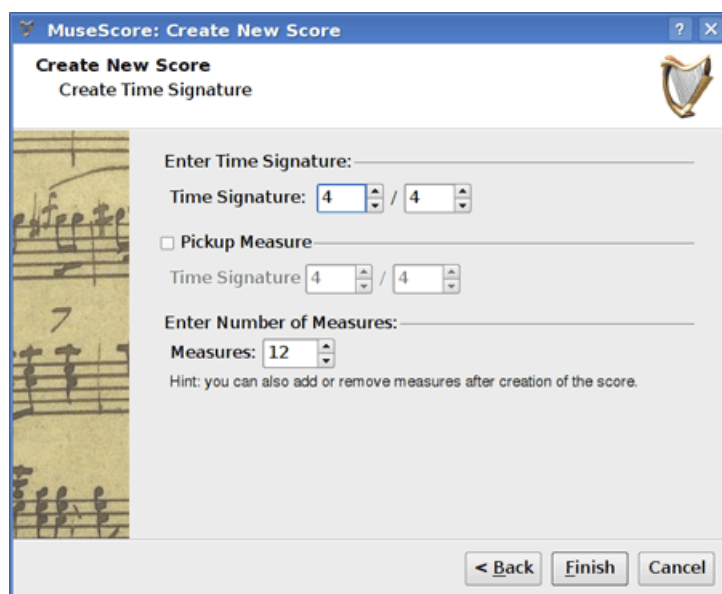 MuseScore: Create New Score
Create New Score
Create Time Signature
Enter Time Signature:
Time Signature: 4 / 4
Pickup Measure
Time Signature 4 / 4
Enter Number of Measures:
Measures: 12
Hint: you can also add or remove measures after creation of the score.
< Back Finish Cancel